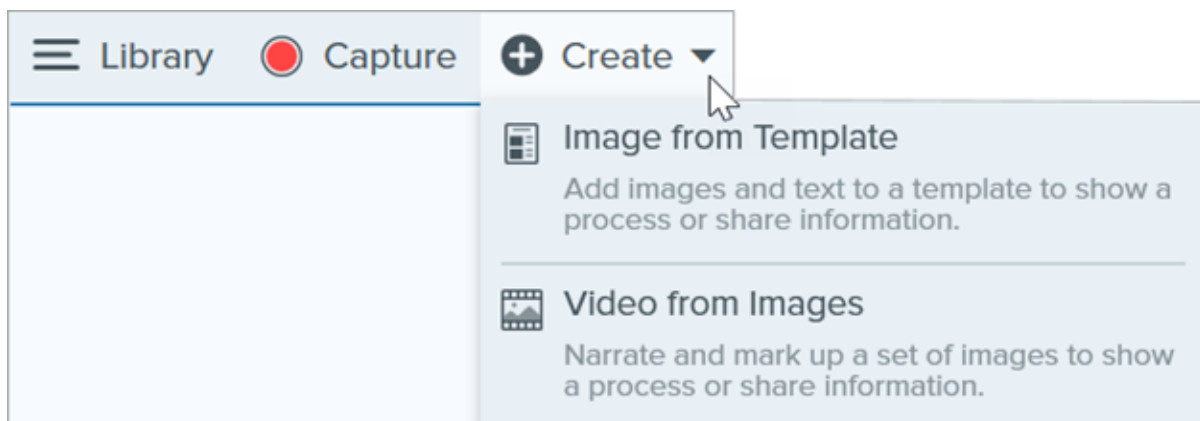 Library Capture Create
Image from Template
Add images and text to a template to show a
process or share information.
Video from Images
Narrate and mark up a set of images to show
a process or share information.